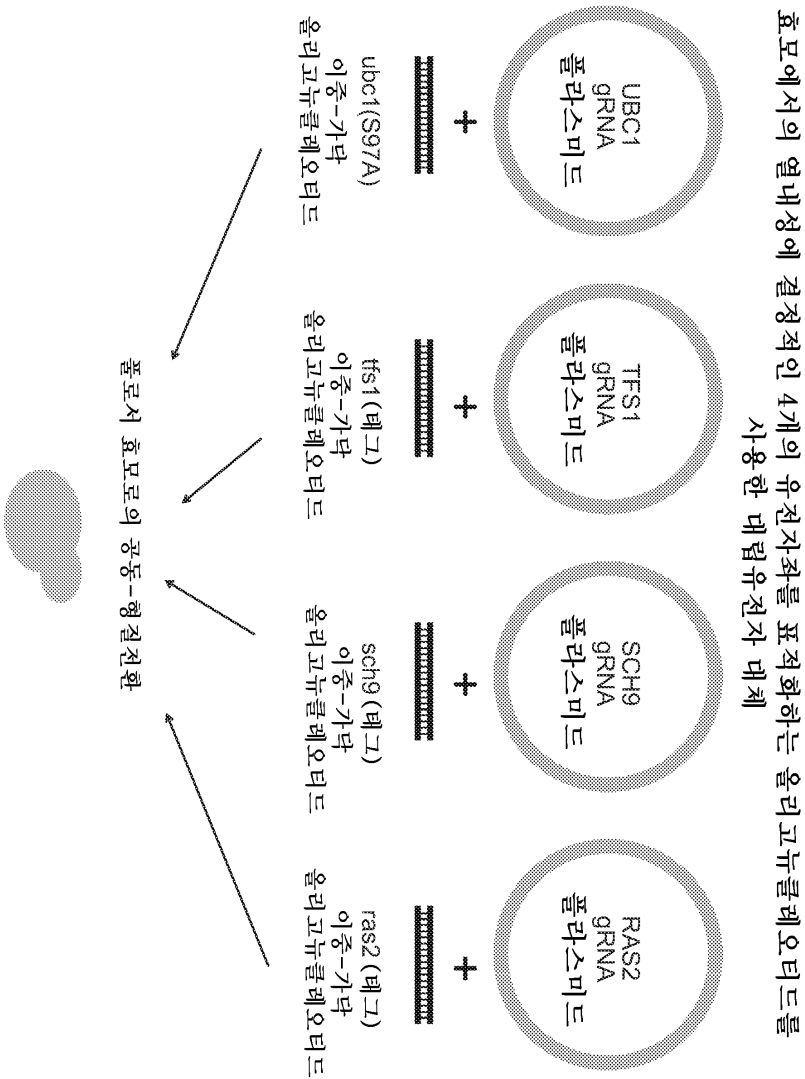 효모에서의 열내성에 결정적인 4개의 유전자좌를 표적화하는 올리고뉴클레오티드를
사용한 대립유전자 대체
UBC1
gRNA
플라스미드
TFS1
gRNA
플라스미드
SCH9
gRNA
플라스미드
RAS2
gRNA
플라스미드
+
+
+
+
ubc1(S97A)
이중-가닥
올리고뉴클레오티드
tfs1 (태그)
이중-가닥
올리고뉴클레오티드
sch9 (태그)
이중-가닥
올리고뉴클레오티드
ras2 (태그)
이중-가닥
올리고뉴클레오티드
풀로서 효모로의 공동-형질전환